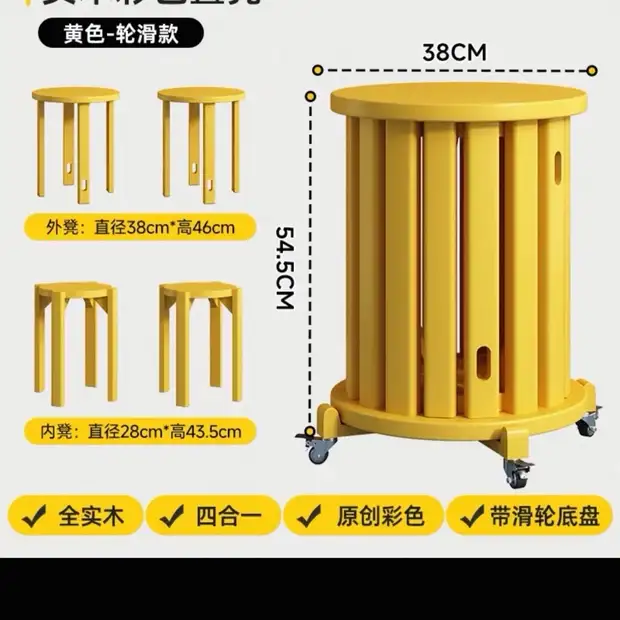 黄色-轮滑款
38CM
54.5CM
外凳：直径38cm*高46cm
内凳：直径28cm*高43.5cm
全实木
四合一
原创彩色
带滑轮底盘